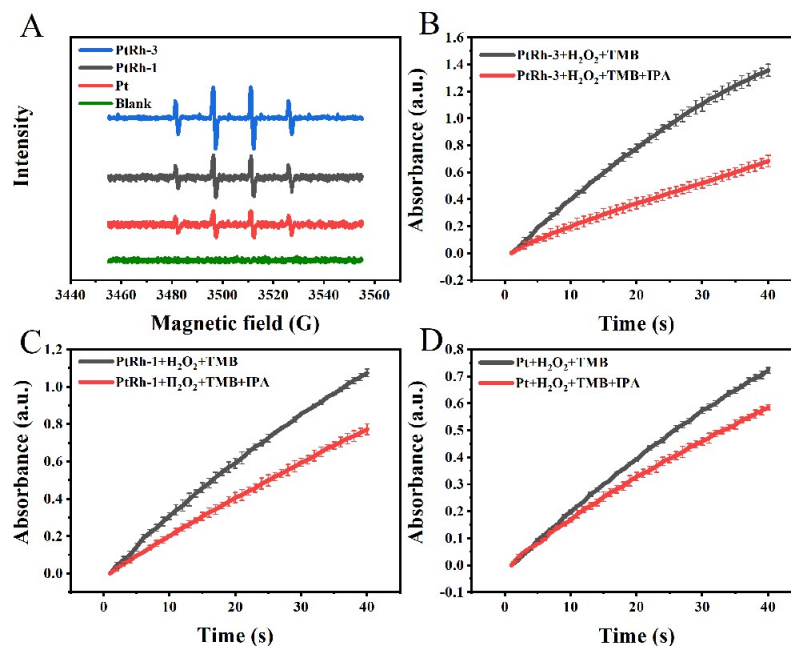 A
PtRh-3
PtRh-1
Pt
Blank
Intensity
3440 3460 3480 3500 3520 3540 3560
Magnetic field (G)
B
PtRh-3+H₂O₂+TMB
PtRh-3+H₂O₂+TMB+IPA
Absorbance (a.u.)
1.6
1.4
1.2
1.0
0.8
0.6
0.4
0.2
0.0
-0.2
0 10 20 30 40
Time (s)
C
PtRh-1+H₂O₂+TMB
PtRh-1+H₂O₂+TMB+IPA
Absorbance (a.u.)
1.2
1.0
0.8
0.6
0.4
0.2
0.0
0 10 20 30 40
Time (s)
D
Pt+H₂O₂+TMB
Pt+H₂O₂+TMB+IPA
Absorbance (a.u.)
0.8
0.7
0.6
0.5
0.4
0.3
0.2
0.1
0.0
-0.1
0 10 20 30 40
Time (s)